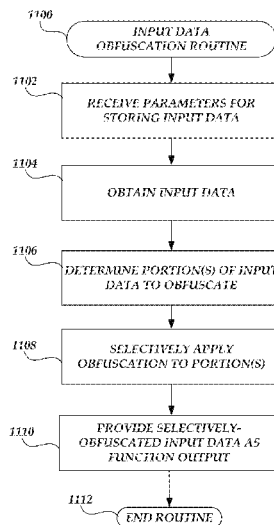 1100
INPUT DATA
OBFUSCATION ROUTINE
1102
RECEIVE PARAMETERS FOR
STORING INPUT DATA
1104
OBTAIN INPUT DATA
1106
DETERMINE PORTION(S) OF INPUT
DATA TO OBFUSCATE
1108
SELECTIVELY APPLY
OBFUSCATION TO PORTION(S)
1110
PROVIDE SELECTIVELY-
OBFUSCATED INPUT DATA AS
FUNCTION OUTPUT
1112
END ROUTINE